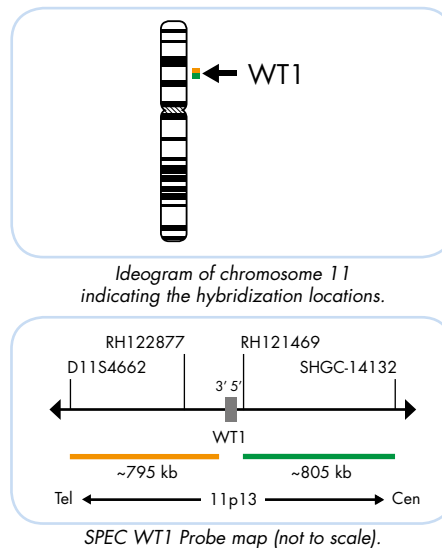 WT1
Ideogram of chromosome 11
indicating the hybridization locations.
RH122877 RH121469
D11S4662 SHGC-14132
3' 5'
WT1
~795 kb ~805 kb
Tel 11p13 Cen
SPEC WT1 Probe map (not to scale).